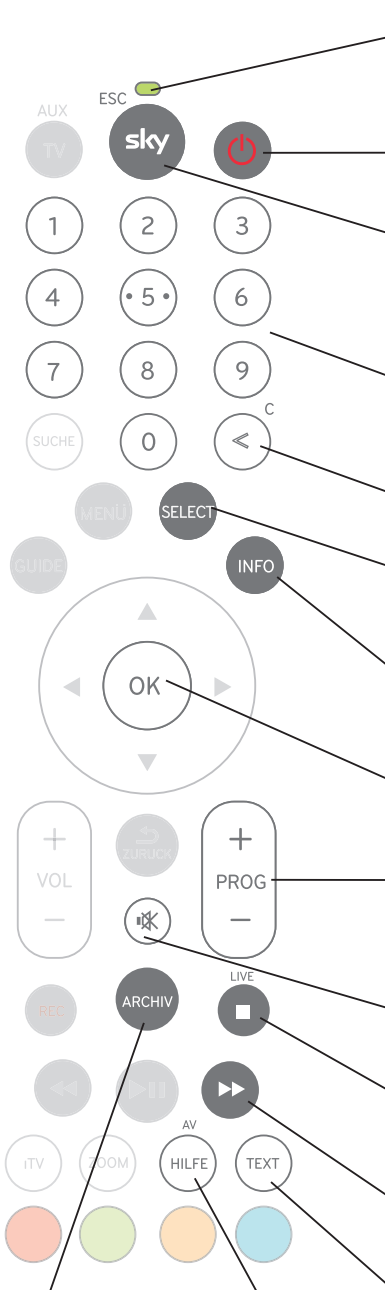 ESC
AUX
TV sky
1 2 3
4 •5• 6
7 8 9
C
SUCHE 0 <
MENÜ SELECT
GUIDE INFO
OK
+ ZURÜCK +
VOL PROG
− −
LIVE
REC ARCHIV
AV
iTV ZOOM HILFE TEXT